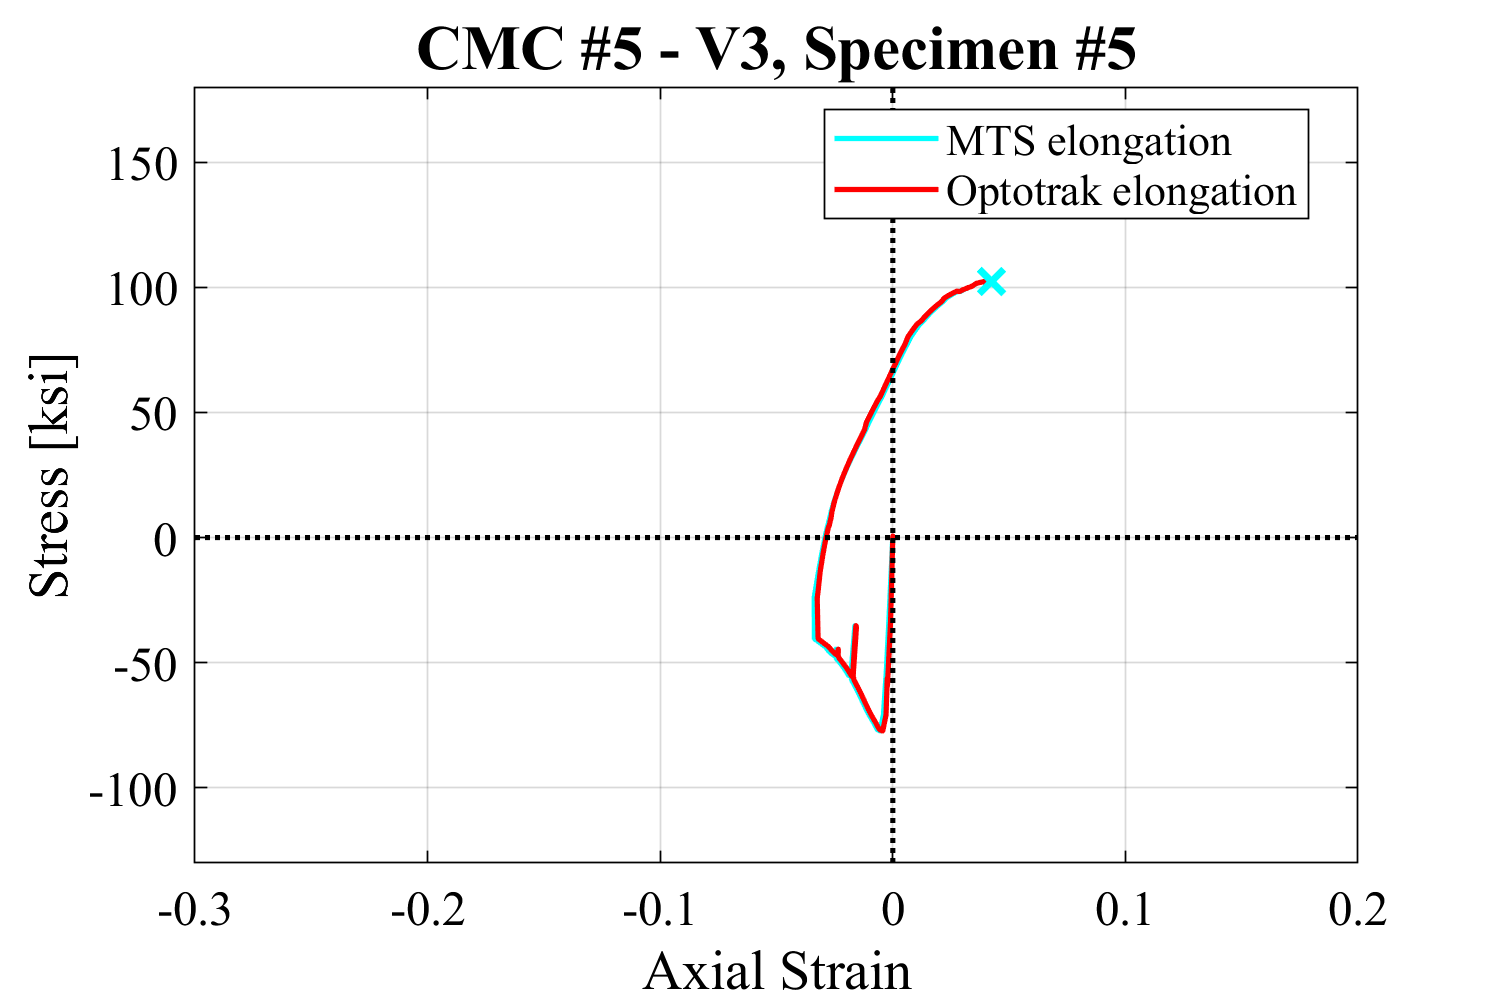 CMC #5 - V3, Specimen #5
MTS elongation
Optotrak elongation
150
100
50
0
-50
-100
Stress [ksi]
-0.3 -0.2 -0.1 0 0.1 0.2
Axial Strain